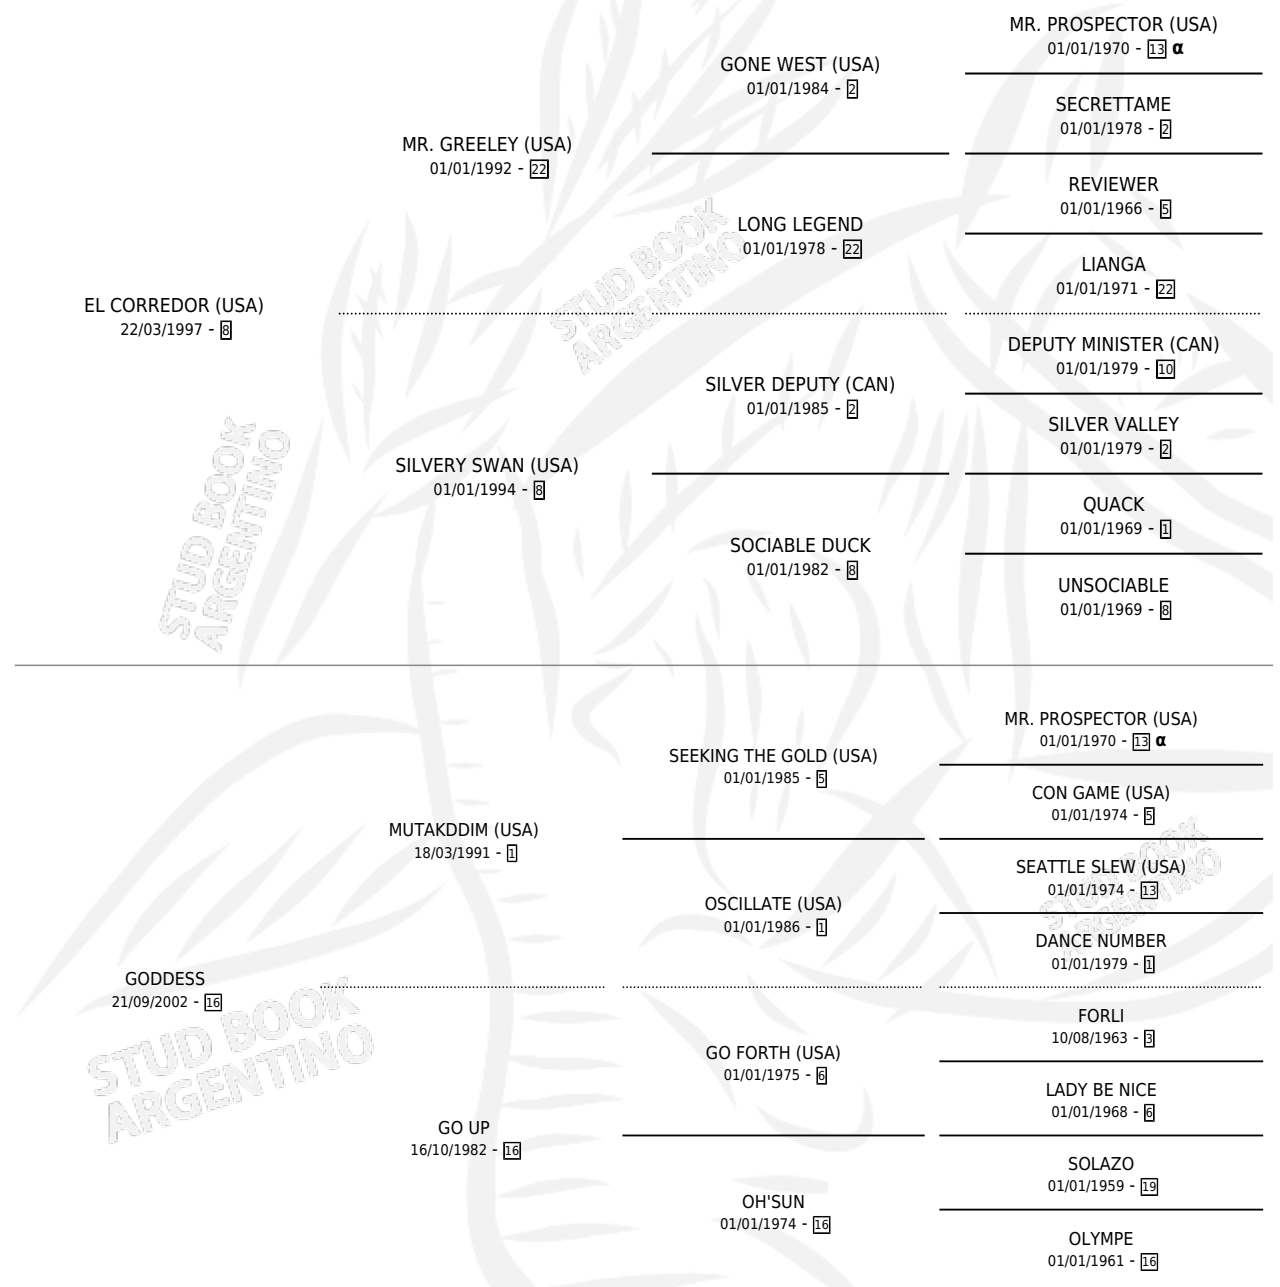 MR. PROSPECTOR (USA)
01/01/1970 - 13 α
GONE WEST (USA)
01/01/1984 - 2
SECRETTAME
01/01/1978 - 2
MR. GREELEY (USA)
01/01/1992 - 22
REVIEWER
01/01/1966 - 5
LONG LEGEND
01/01/1978 - 22
LIANGA
01/01/1971 - 22
EL CORREDOR (USA)
22/03/1997 - 8
DEPUTY MINISTER (CAN)
01/01/1979 - 10
SILVER DEPUTY (CAN)
01/01/1985 - 2
SILVER VALLEY
01/01/1979 - 2
SILVERY SWAN (USA)
01/01/1994 - 8
QUACK
01/01/1969 - 1
SOCIABLE DUCK
01/01/1982 - 8
UNSOCIABLE
01/01/1969 - 8
MR. PROSPECTOR (USA)
01/01/1970 - 13 α
SEEKING THE GOLD (USA)
01/01/1985 - 5
CON GAME (USA)
01/01/1974 - 5
MUTAKDDIM (USA)
18/03/1991 - 1
SEATTLE SLEW (USA)
01/01/1974 - 13
OSCILLATE (USA)
01/01/1986 - 1
DANCE NUMBER
01/01/1979 - 1
GODDESS
21/09/2002 - 16
FORLI
10/08/1963 - 3
GO FORTH (USA)
01/01/1975 - 6
LADY BE NICE
01/01/1968 - 6
GO UP
16/10/1982 - 16
SOLAZO
01/01/1959 - 19
OH'SUN
01/01/1974 - 16
OLYMPE
01/01/1961 - 16
STUD BOOK
ARGENTINO
STUD BOOK
ARGENTINO
STUD BOOK
ARGENTINO
STUD BOOK
ARGENTINO